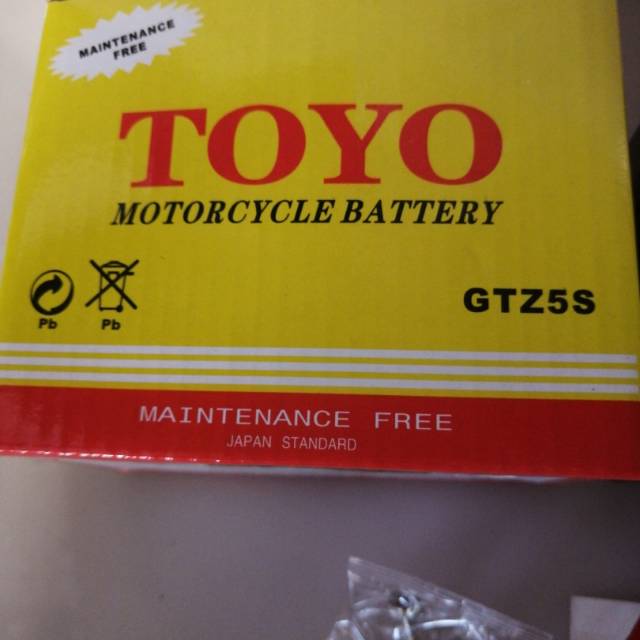 MAINTENANCE
FREE
TOYO
MOTORCYCLE BATTERY
Pb
Pb
GTZ5S
MAINTENANCE FREE
JAPAN STANDARD